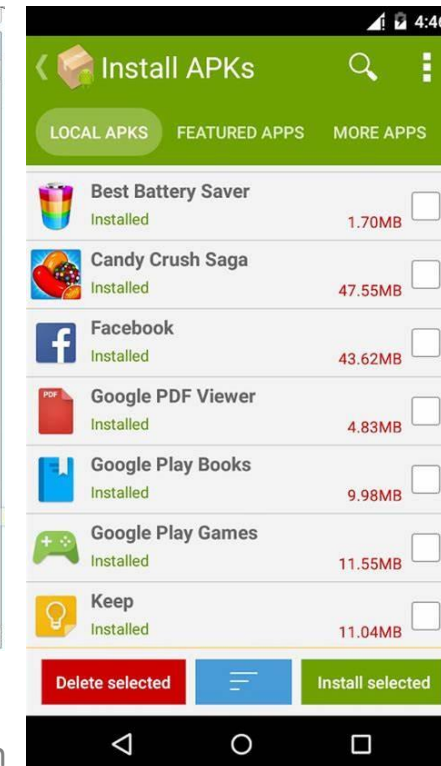 4:40
Install APKs
LOCAL APKS FEATURED APPS MORE APPS
Best Battery Saver
Installed 1.70MB
Candy Crush Saga
Installed 47.55MB
Facebook
Installed 43.62MB
PDF
Google PDF Viewer
Installed 4.83MB
Google Play Books
Installed 9.98MB
Google Play Games
Installed 11.55MB
Keep
Installed 11.04MB
Delete selected Install selected